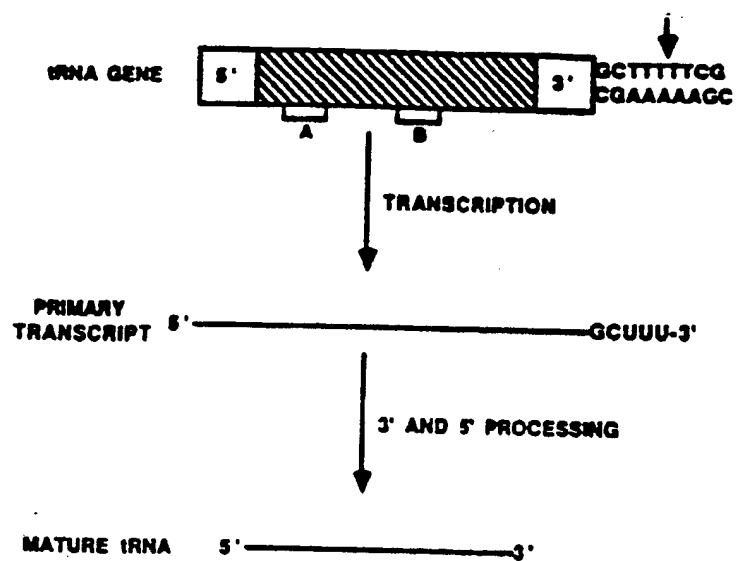 tRNA GENE 5' 3' GCTTTTTCG
CGAAAAAGC
A B
TRANSCRIPTION
PRIMARY
TRANSCRIPT 5' GCUUU-3'
3' AND 5' PROCESSING
MATURE tRNA 5' 3'